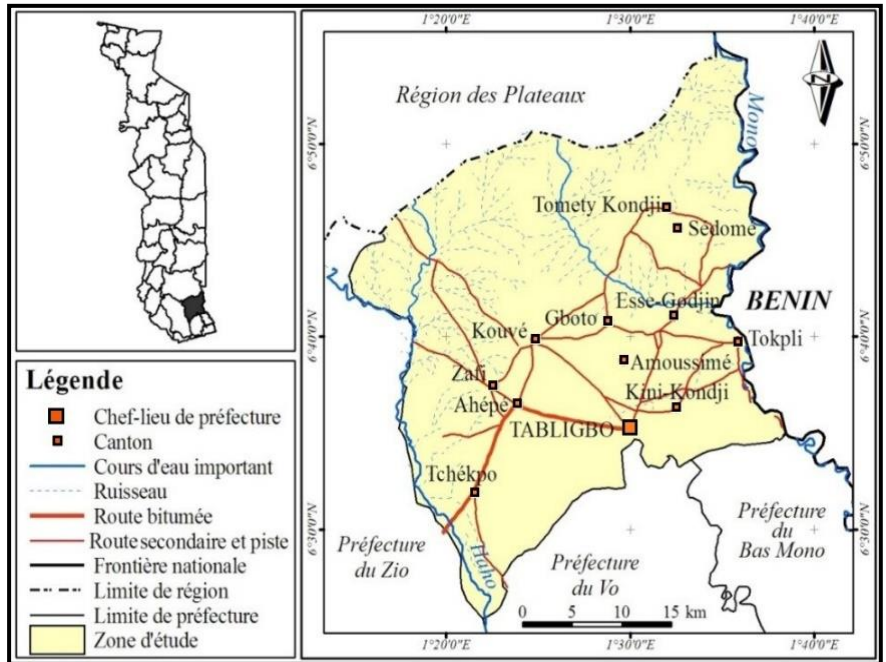 1°20'0"E
1°30'0"E
1°40'0"E
Région des Plateaux
Mono
N
6°50'0"N
6°50'0"N
Tomety Kondji
Sedome
Esse-Godjin
BENIN
Gboto
Kouvé
Tokpli
6°40'0"N
6°40'0"N
Amoussimé
Zafi
Kini-Kondji
Ahépé
TABLIGBO
Tchékpo
Préfecture
du
Bas Mono
6°30'0"N
6°30'0"N
Préfecture
du Zio
Haho
Préfecture
du Vo
0 5 10 15 km
1°20'0"E
1°30'0"E
1°40'0"E
Légende
Chef-lieu de préfecture
Canton
Cours d'eau important
Ruisseau
Route bitumée
Route secondaire et piste
Frontière nationale
Limite de région
Limite de préfecture
Zone d'étude